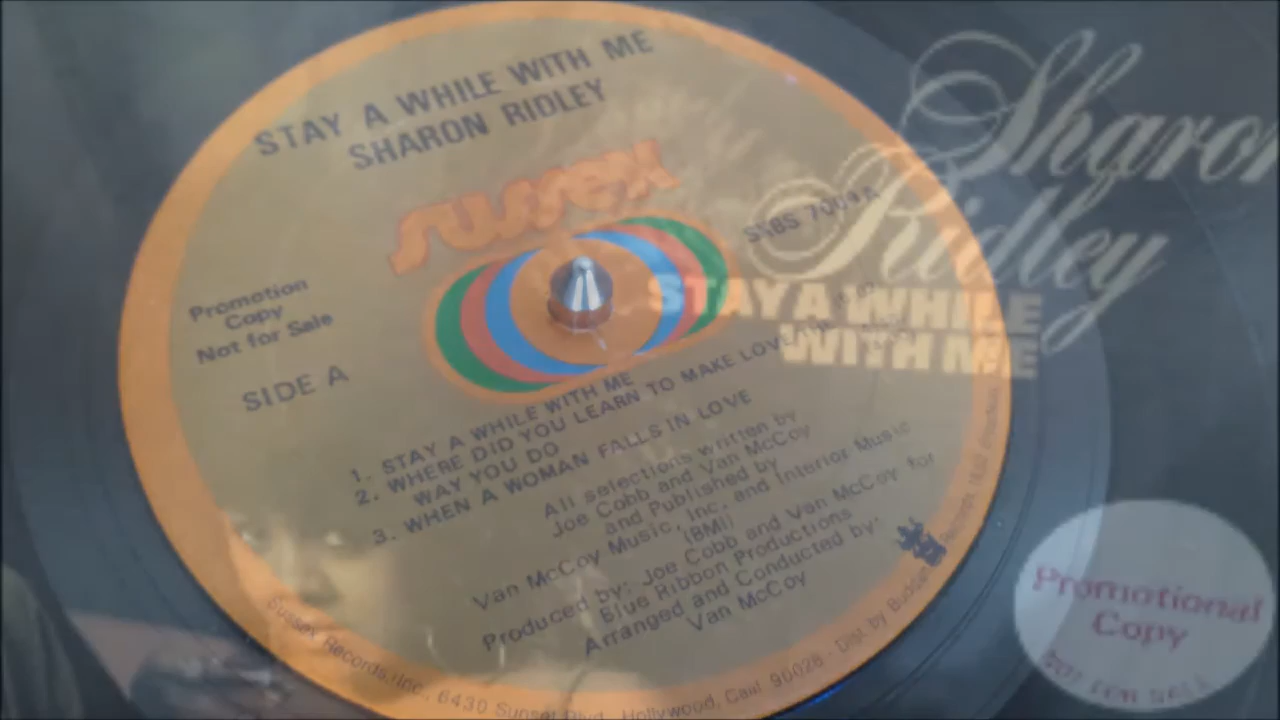 STAY A WHILE WITH ME
SHARON RIDLEY
sussex
Promotion
Copy
Not for Sale
SIDE A
1. STAY A WHILE WITH ME
2. WHERE DID YOU LEARN TO MAKE LOVE
WAY YOU DO
3. WHEN A WOMAN FALLS IN LOVE
All selections written by
Joe Cobb and Van McCoy
and Published by
Van McCoy Music, Inc. and Interior Music
(BMI)
Produced by: Joe Cobb and Van McCoy for
Blue Ribbon Productions
Arranged and Conducted by:
Van McCoy
Sussex Records, Inc., 6430 Sunset Blvd., Hollywood, Calif. 90028 - Dist. by Buddah Records
Sharon
Ridley
STAY A WHILE
WITH ME
Promotional
Copy
NOT FOR SALE